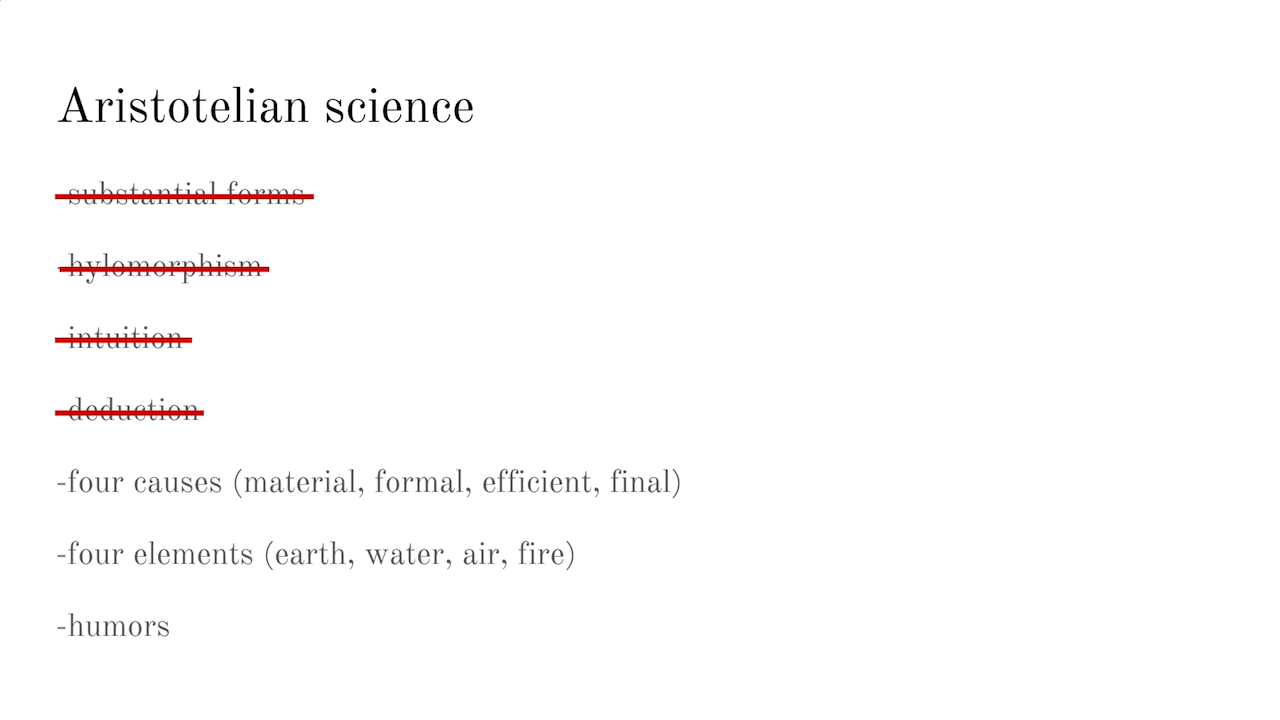 Aristotelian science
-substantial forms
-hylomorphism
-intuition
-deduction
-four causes (material, formal, efficient, final)
-four elements (earth, water, air, fire)
-humors